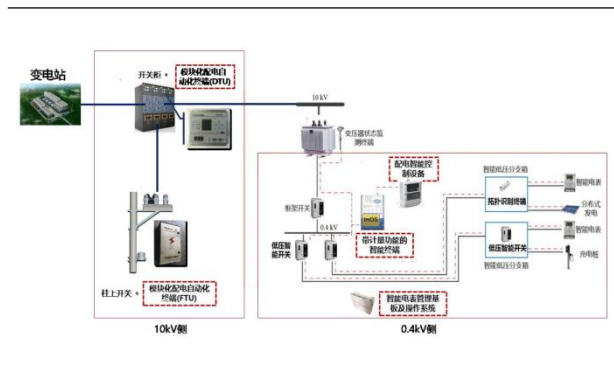 变电站
开关柜 +
模块化配电自
动化终端(DTU)
10 kV
变压器状态监
测终端
配电智能控
制设备
智能低压分支箱
智能电表
拓扑识别终端
分布式
发电
框架开关
0.4 kV
带计量功能的
智能终端
低压智
能开关
智能电表
低压智能开关
充电桩
智能低压分支箱
柱上开关 +
模块化配电自动化
终端(FTU)
智能电表管理基
板及操作系统
10kV侧
0.4kV侧